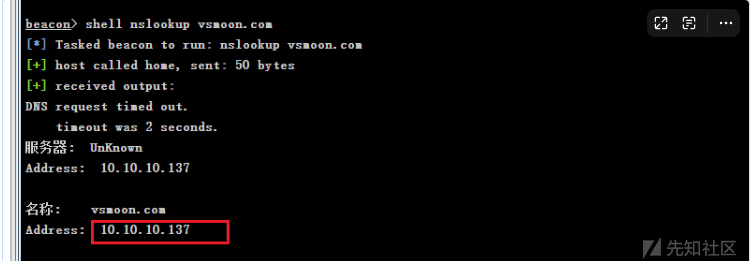 beacon> shell nslookup vsmoon.com
[*] Tasked beacon to run: nslookup vsmoon.com
[+] host called home, sent: 50 bytes
[+] received output:
DNS request timed out.
    timeout was 2 seconds.
服务器:  UnKnown
Address:  10.10.10.137
名称:    vsmoon.com
Address:  10.10.10.137
先知社区